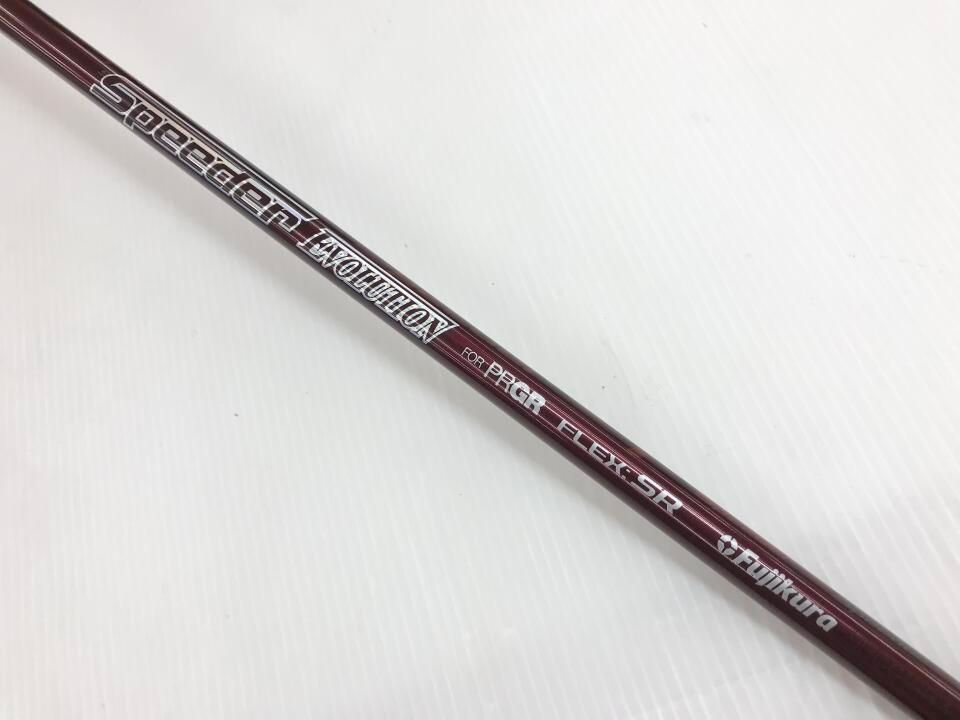 Speeder EVOLUTION FOR PRGR FLEX: SR Fujikura